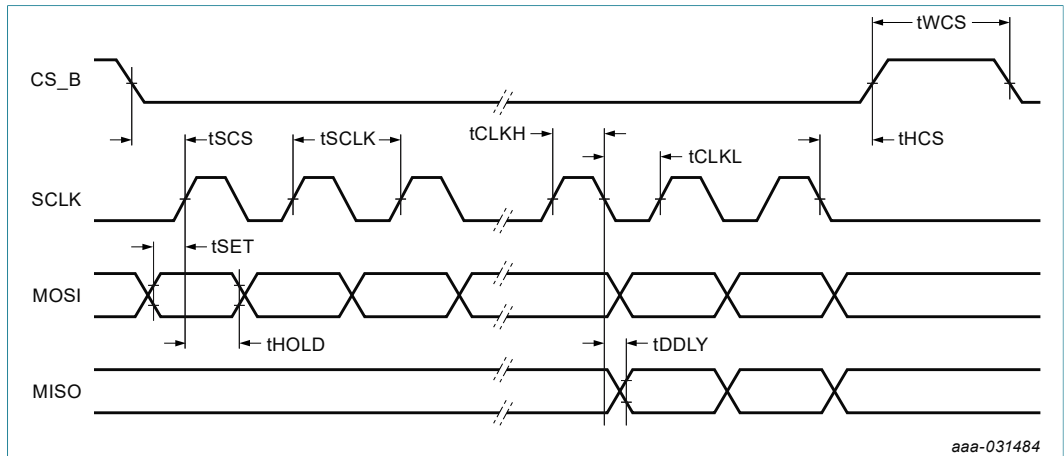 tWCS
CS_B
tSCS
tSCLK
tCLKH
tCLKL
tHCS
SCLK
tSET
MOSI
tHOLD
tDDLY
MISO
aaa-031484